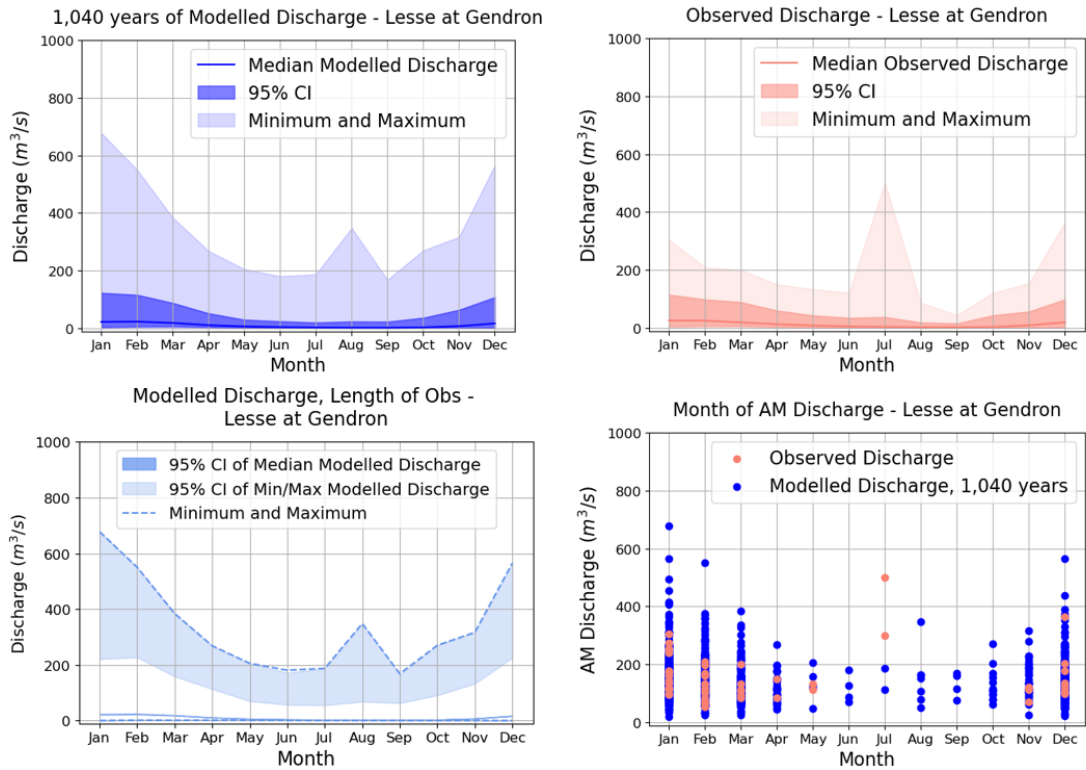 1,040 years of Modelled Discharge - Lesse at Gendron
1000
800
600
400
200
0
Discharge (m³/s)
Median Modelled Discharge
95% CI
Minimum and Maximum
Jan Feb Mar Apr May Jun Jul Aug Sep Oct Nov Dec
Month
Observed Discharge - Lesse at Gendron
1000
800
600
400
200
0
Discharge (m³/s)
Median Observed Discharge
95% CI
Minimum and Maximum
Jan Feb Mar Apr May Jun Jul Aug Sep Oct Nov Dec
Month
Modelled Discharge, Length of Obs -
Lesse at Gendron
1000
800
600
400
200
0
Discharge (m³/s)
95% CI of Median Modelled Discharge
95% CI of Min/Max Modelled Discharge
Minimum and Maximum
Jan Feb Mar Apr May Jun Jul Aug Sep Oct Nov Dec
Month
Month of AM Discharge - Lesse at Gendron
1000
800
600
400
200
0
AM Discharge (m³/s)
Observed Discharge
Modelled Discharge, 1,040 years
Jan Feb Mar Apr May Jun Jul Aug Sep Oct Nov Dec
Month